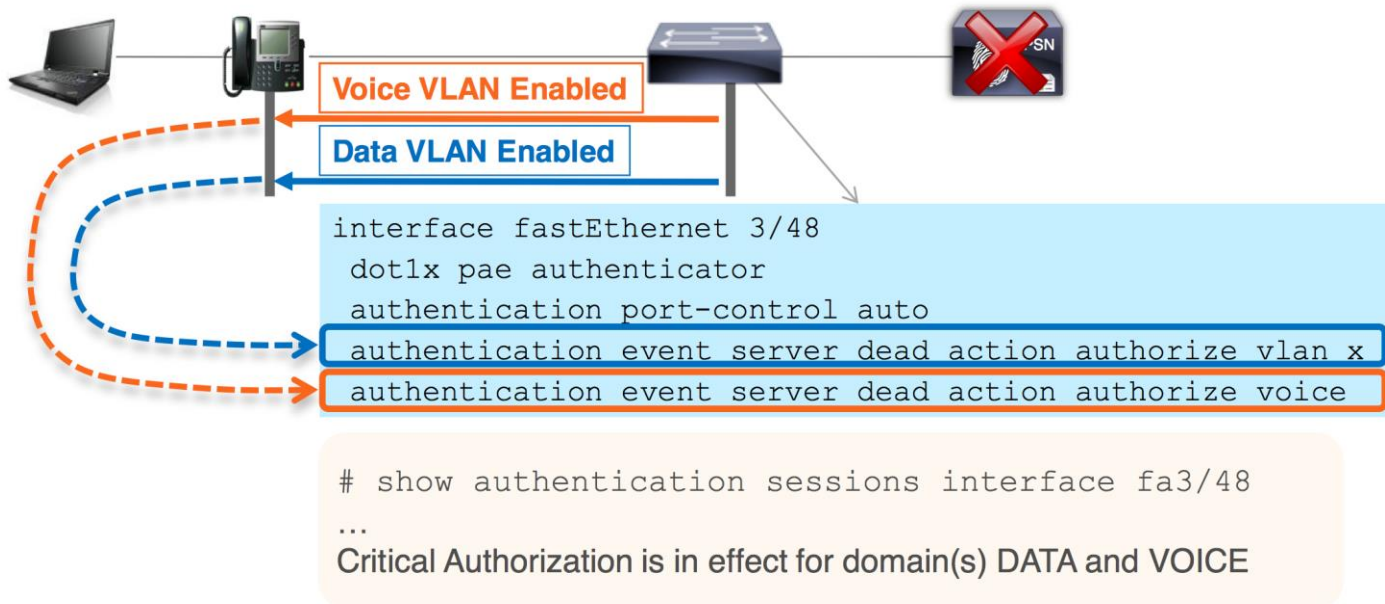 PSN
Voice VLAN Enabled
Data VLAN Enabled
interface fastEthernet 3/48
dot1x pae authenticator
authentication port-control auto
authentication event server dead action authorize vlan x
authentication event server dead action authorize voice
# show authentication sessions interface fa3/48
...
Critical Authorization is in effect for domain(s) DATA and VOICE